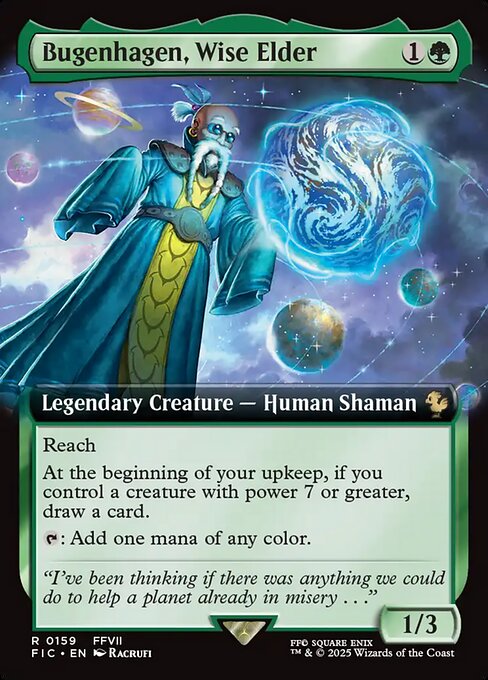 Bugenhagen, Wise Elder 1
Legendary Creature — Human Shaman
Reach
At the beginning of your upkeep, if you
control a creature with power 7 or greater,
draw a card.
: Add one mana of any color.
“I’ve been thinking if there was anything we could
do to help a planet already in misery . . .”
1/3
R 0159 FFVII
FIC • EN Racrufi
FF© SQUARE ENIX
™ & © 2025 Wizards of the Coast